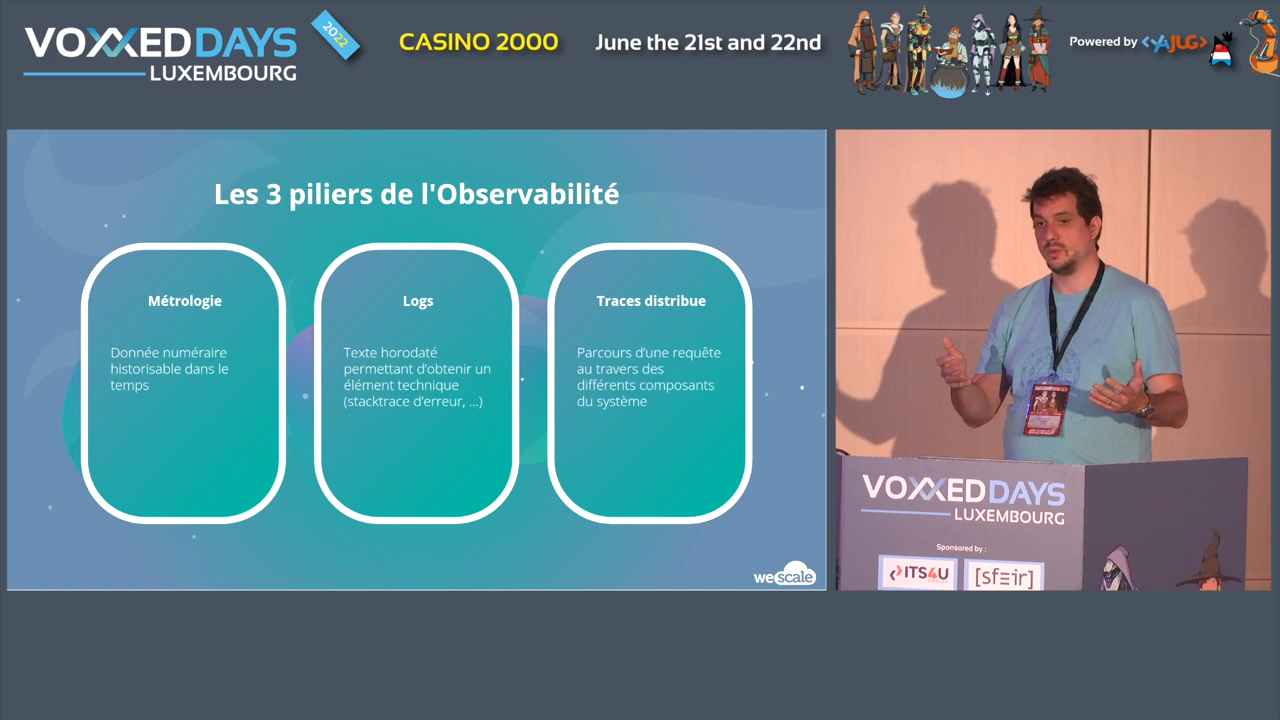 VOXXED DAYS
LUXEMBOURG
2022
CASINO 2000
June the 21st and 22nd
Powered by <YAJUG>
Les 3 piliers de l'Observabilité
Métrologie
Donnée numéraire
historisable dans le
temps
Logs
Texte horodaté
permettant d'obtenir un
élément technique
(stacktrace d'erreur, ...)
Traces distribue
Parcours d'une requête
au travers des
différents composants
du système
wescale
VOXXED DAYS
LUXEMBOURG
Sponsored by :
ITS4U
[sfeir]